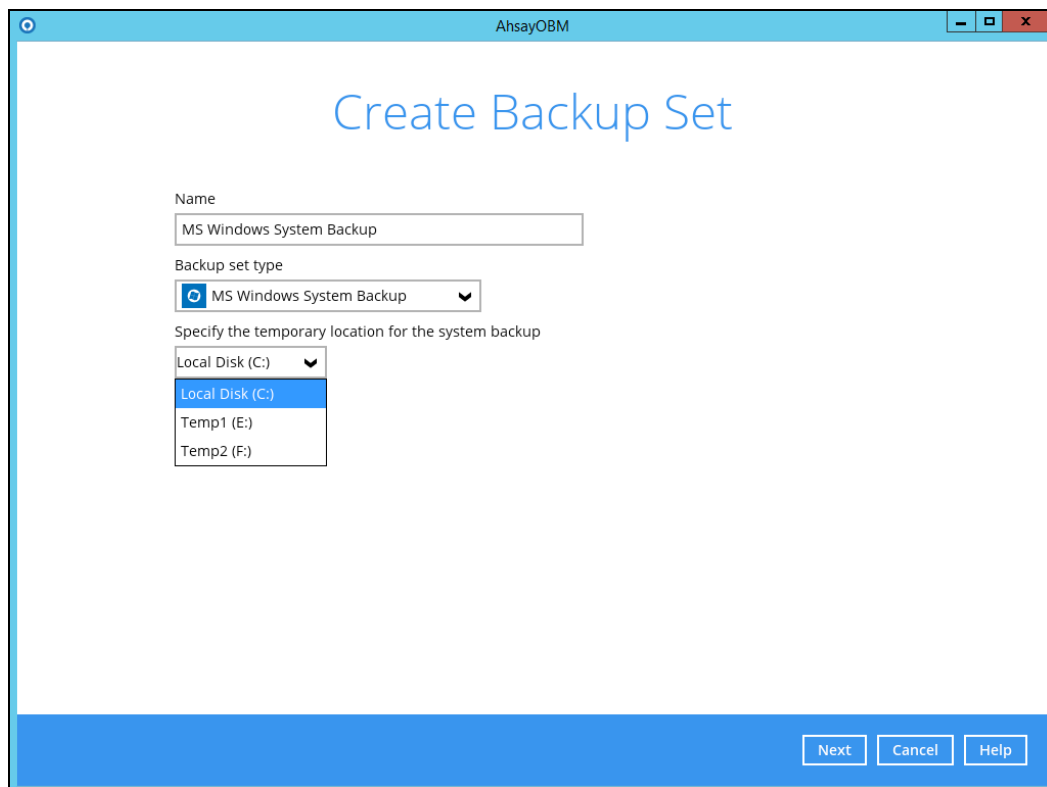 AhsayOBM
Create Backup Set
Name
MS Windows System Backup
Backup set type
MS Windows System Backup
Specify the temporary location for the system backup
Local Disk (C:)
Local Disk (C:)
Temp1 (E:)
Temp2 (F:)
Next Cancel Help